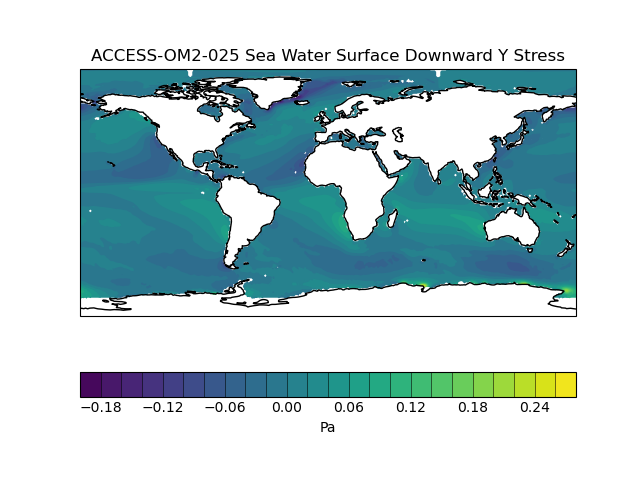 ACCESS-OM2-025 Sea Water Surface Downward Y Stress
−0.18 −0.12 −0.06 0.00 0.06 0.12 0.18 0.24
Pa